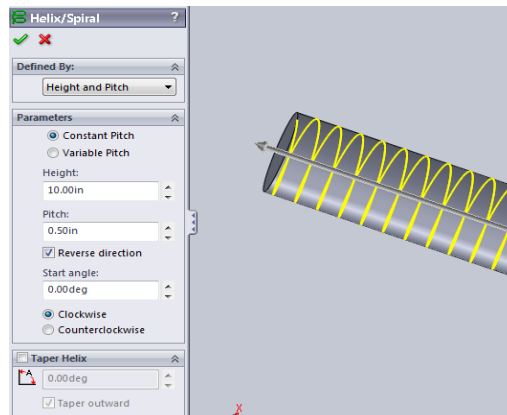 Helix/Spiral ?
Defined By:
Height and Pitch
Parameters
Constant Pitch
Variable Pitch
Height:
10.00in
Pitch:
0.50in
Reverse direction
Start angle:
0.00deg
Clockwise
Counterclockwise
Taper Helix
A
0.00deg
Taper outward
X